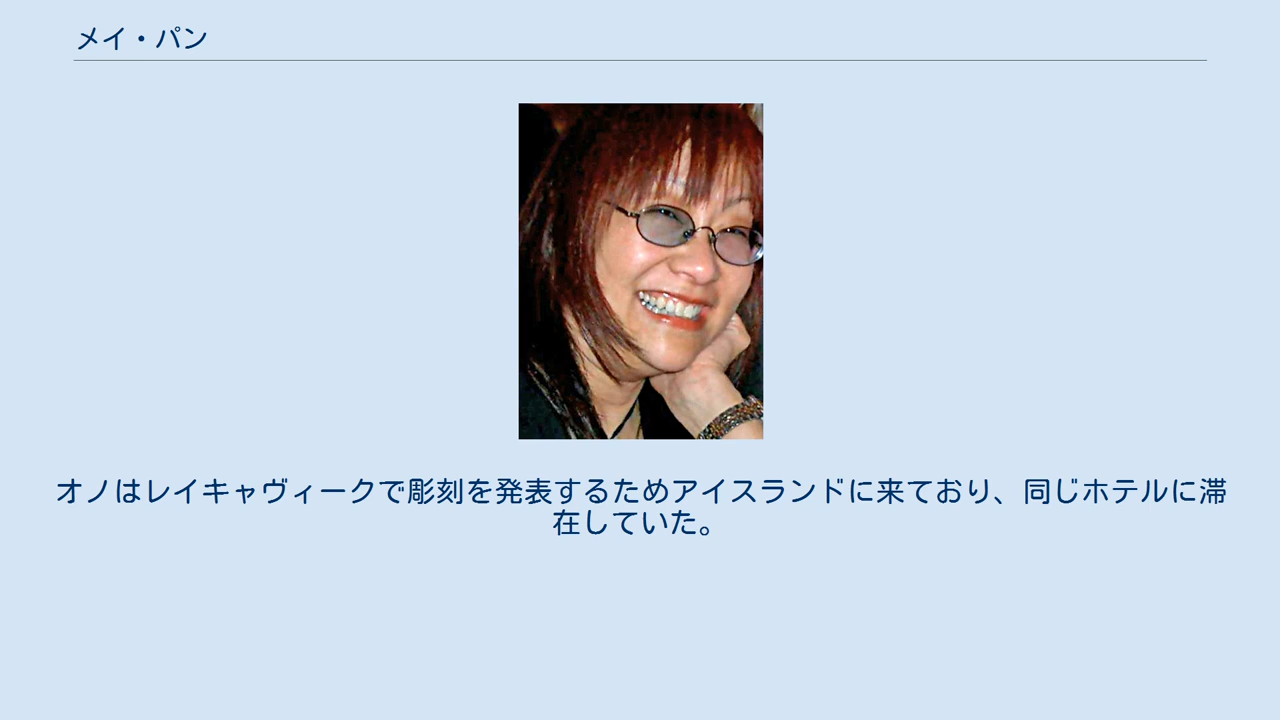 メイ・パン
オノはレイキャヴィークで彫刻を発表するためアイスランドに来ており、同じホテルに滞
在していた。